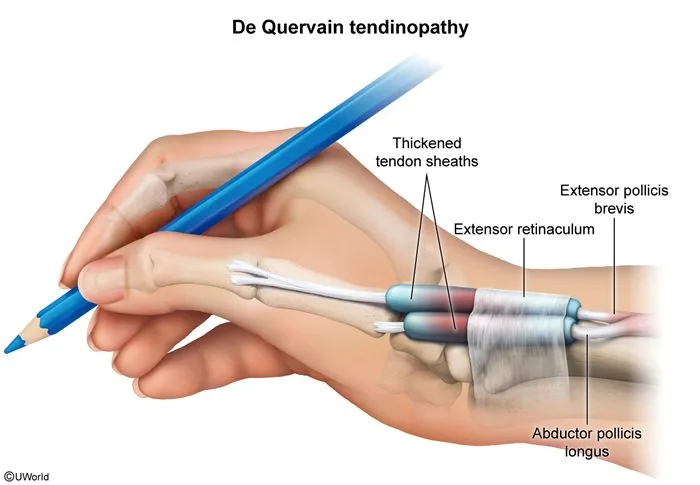 De Quervain tendinopathy
Thickened
tendon sheaths
Extensor pollicis
brevis
Extensor retinaculum
Abductor pollicis
longus
©UWorld